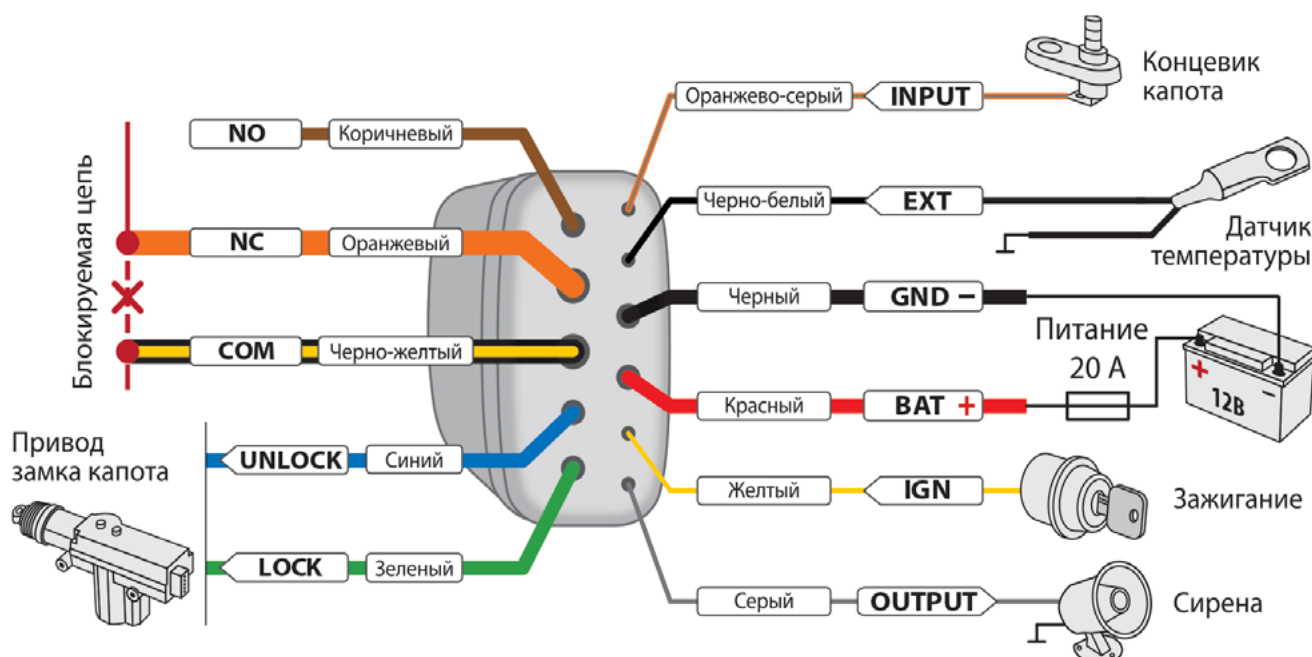 Концевик
капота
Оранжево-серый
INPUT
NO
Коричневый
Блокируемая цепь
Черно-белый
EXT
Датчик
температуры
NC
Оранжевый
Черный
GND –
Питание
20 А
COM
Черно-желтый
+
12В
–
Красный
BAT +
Привод
замка капота
UNLOCK
Синий
Желтый
IGN
Зажигание
LOCK
Зеленый
Серый
OUTPUT
Сирена